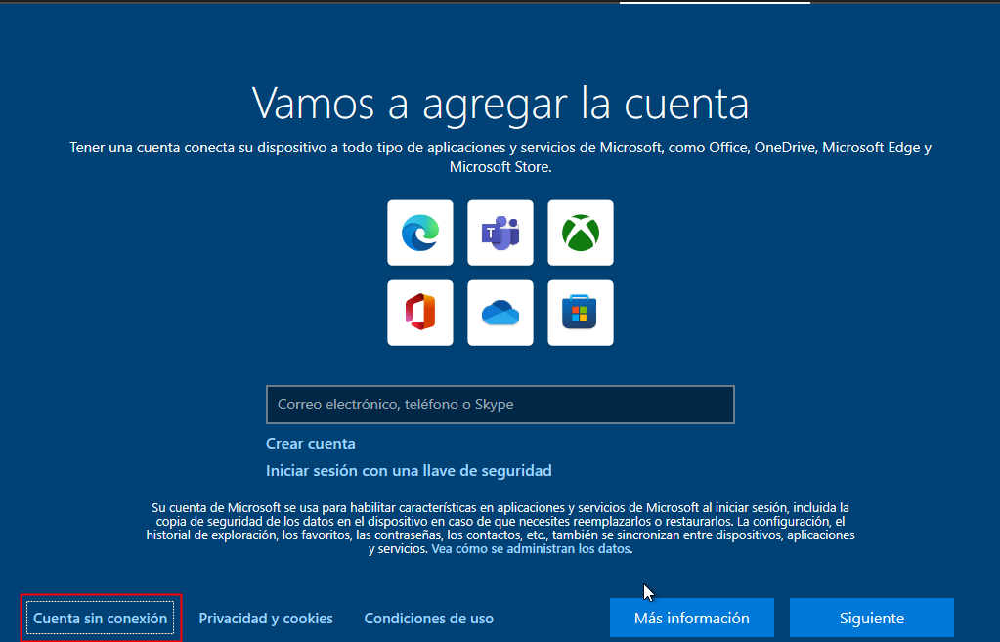 Vamos a agregar la cuenta
Tener una cuenta conecta su dispositivo a todo tipo de aplicaciones y servicios de Microsoft, como Office, OneDrive, Microsoft Edge y
Microsoft Store.
T
Correo electrónico, teléfono o Skype
Crear cuenta
Iniciar sesión con una llave de seguridad
Su cuenta de Microsoft se usa para habilitar características en aplicaciones y servicios de Microsoft al iniciar sesión, incluida la
copia de seguridad de los datos en el dispositivo en caso de que necesites reemplazarlos o restaurarlos. La configuración, el
historial de exploración, los favoritos, las contraseñas, los contactos, etc., también se sincronizan entre dispositivos, aplicaciones
y servicios. Vea cómo se administran los datos.
Cuenta sin conexión Privacidad y cookies Condiciones de uso Más información Siguiente